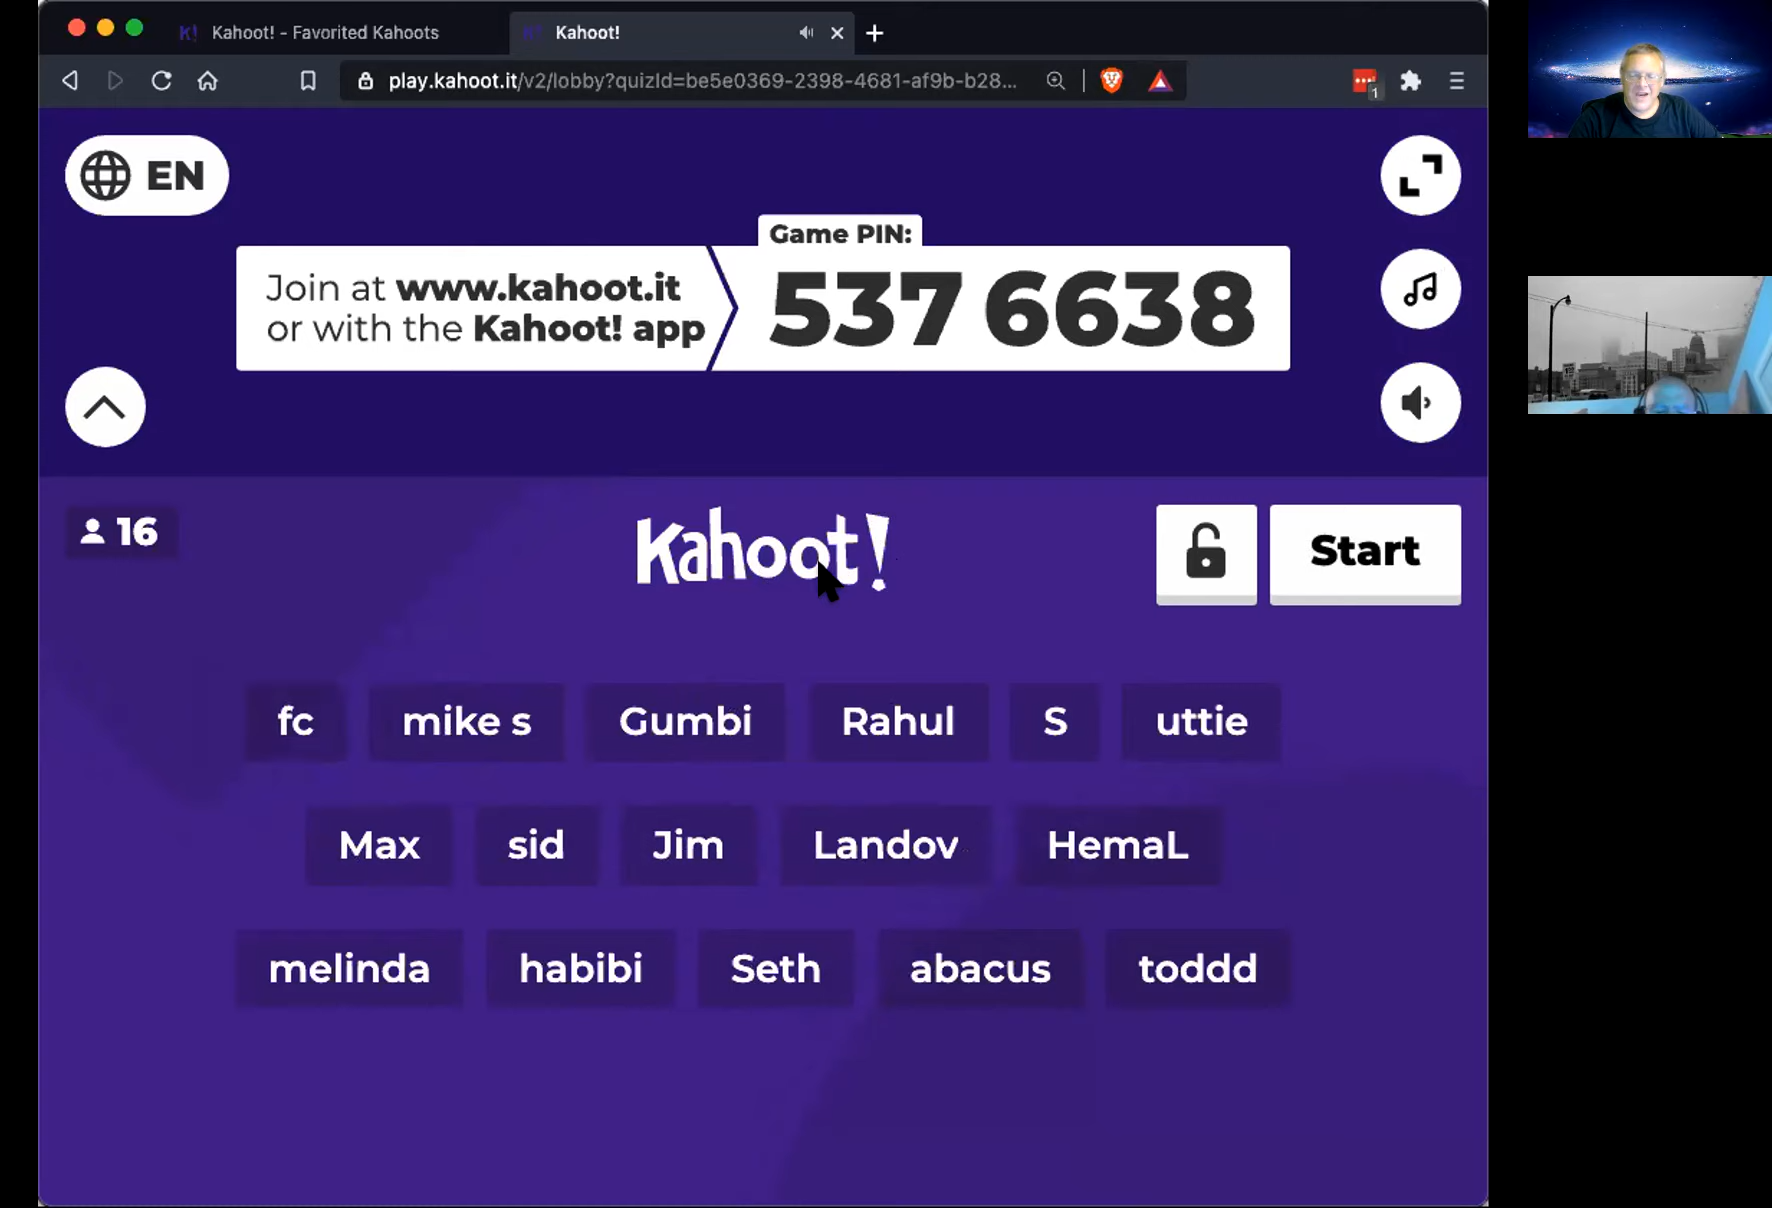 Kahoot! - Favorited Kahoots
Kahoot!
play.kahoot.it/v2/lobby?quizId=be5e0369-2398-4681-af9b-b28...
1
EN
Game PIN:
Join at www.kahoot.it
or with the Kahoot! app
537 6638
16
Kahoot!
Start
fc mike s Gumbi Rahul S uttie
Max sid Jim Landov HemaL
melinda habibi Seth abacus toddd